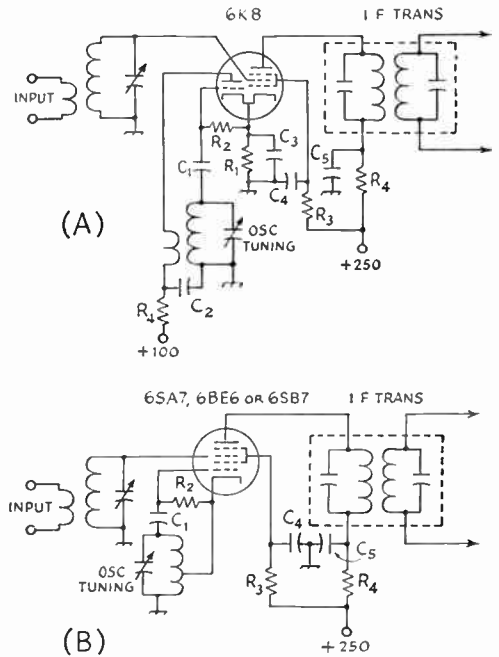 6K8
I F TRANS
INPUT
R₂
C₁
R₁
C₃
C₄
C₅
R₄
R₃
(A)
OSC
TUNING
+250
C₂
R₄
+100
6SA7, 6BE6 OR 6SB7
I F TRANS
INPUT
R₂
C₁
C₄
C₅
OSC
TUNING
R₃
R₄
(B)
+250